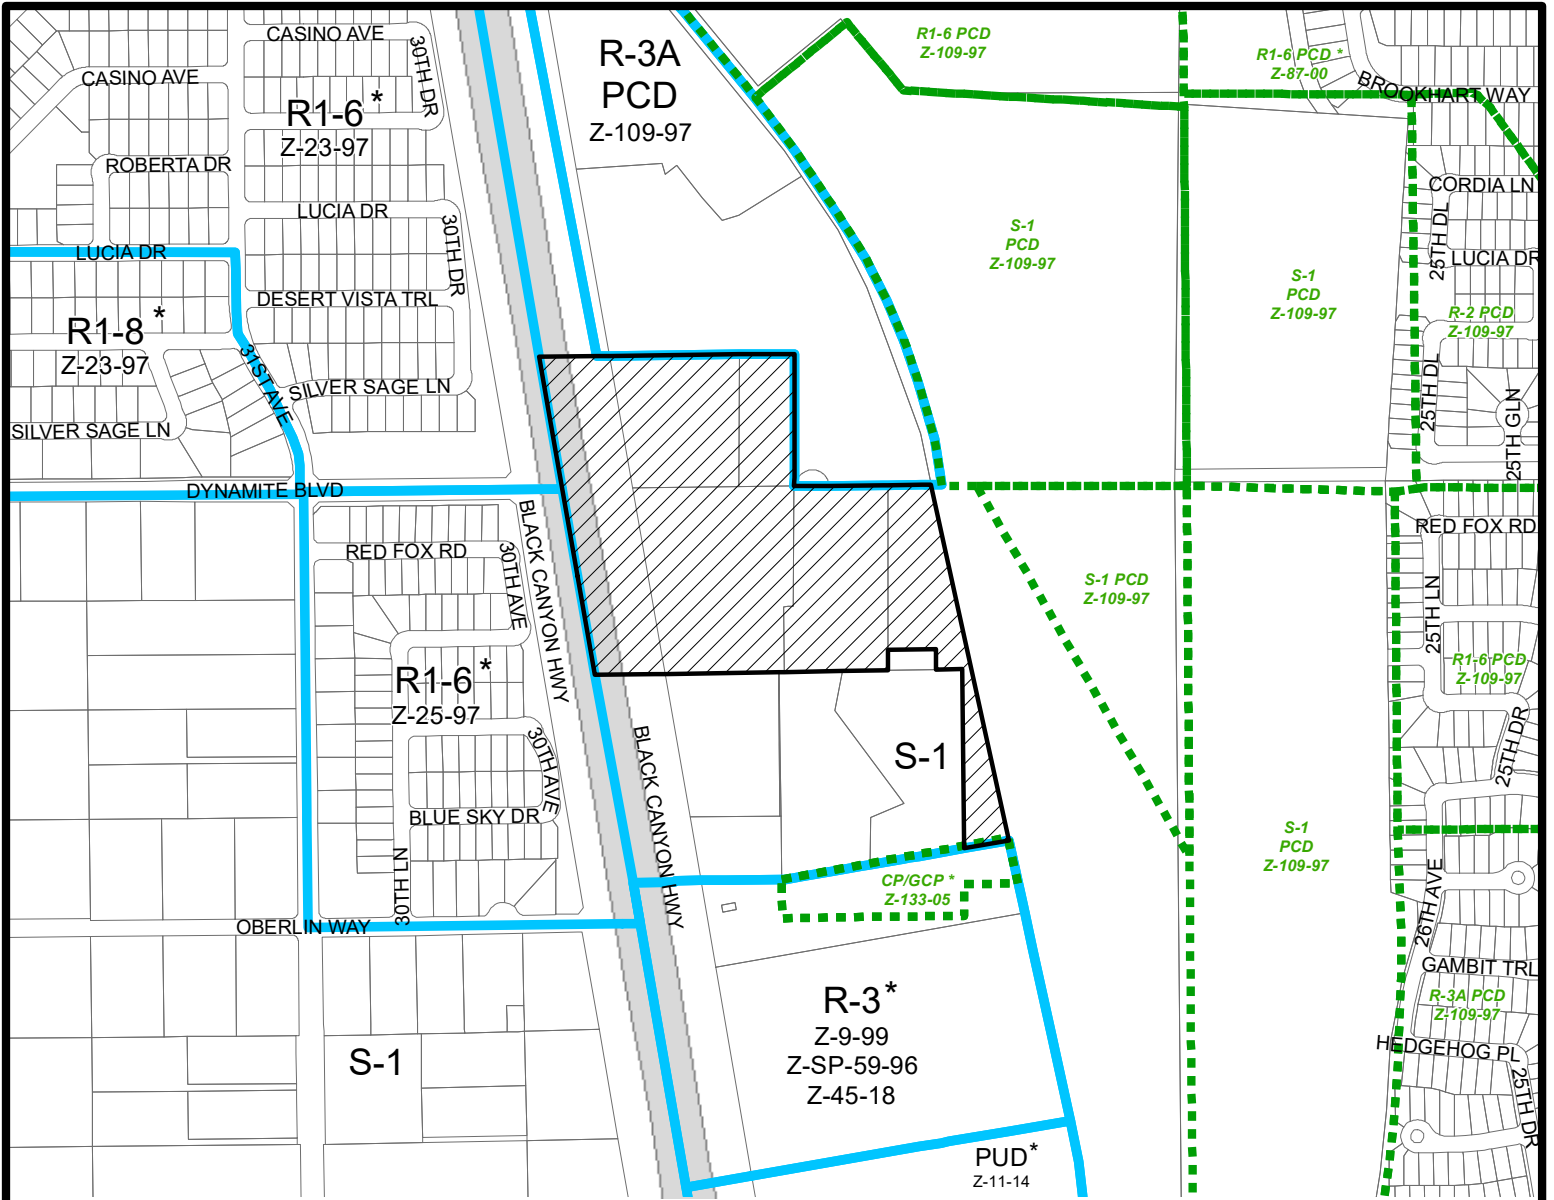 CASINO AVE
30TH DR
R-3A
PCD
Z-109-97
R1-6 PCD
Z-109-97
R1-6 PCD *
Z-87-00
CASINO AVE
BROOKHART WAY
R1-6 *
Z-23-97
ROBERTA DR
CORDIA LN
LUCIA DR
30TH DR
S-1
PCD
Z-109-97
25TH DL
LUCIA DR
LUCIA DR
S-1
PCD
Z-109-97
DESERT VISTA TRL
R1-8 *
Z-23-97
R-2 PCD
Z-109-97
31ST AVE
25TH DL
SILVER SAGE LN
25TH GLN
SILVER SAGE LN
DYNAMITE BLVD
BLACK CANYON HWY
RED FOX RD
RED FOX RD
30TH AVE
S-1 PCD
Z-109-97
25TH LN
R1-6 *
Z-25-97
R1-6 PCD
Z-109-97
30TH AVE
BLACK CANYON HWY
S-1
25TH DR
BLUE SKY DR
S-1
PCD
Z-109-97
30TH LN
CP/GCP *
Z-133-05
26TH AVE
OBERLIN WAY
GAMBIT TRL
R-3 *
Z-9-99
Z-SP-59-96
Z-45-18
R-3A PCD
Z-109-97
S-1
HEDGEHOG PL
25TH DR
PUD *
Z-11-14